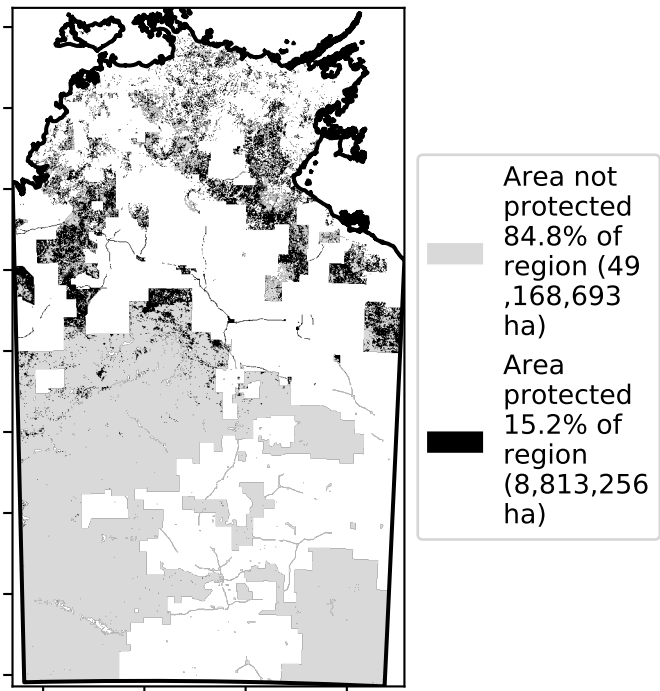 Area not
protected
84.8% of
region (49
,168,693
ha)
Area
protected
15.2% of
region
(8,813,256
ha)